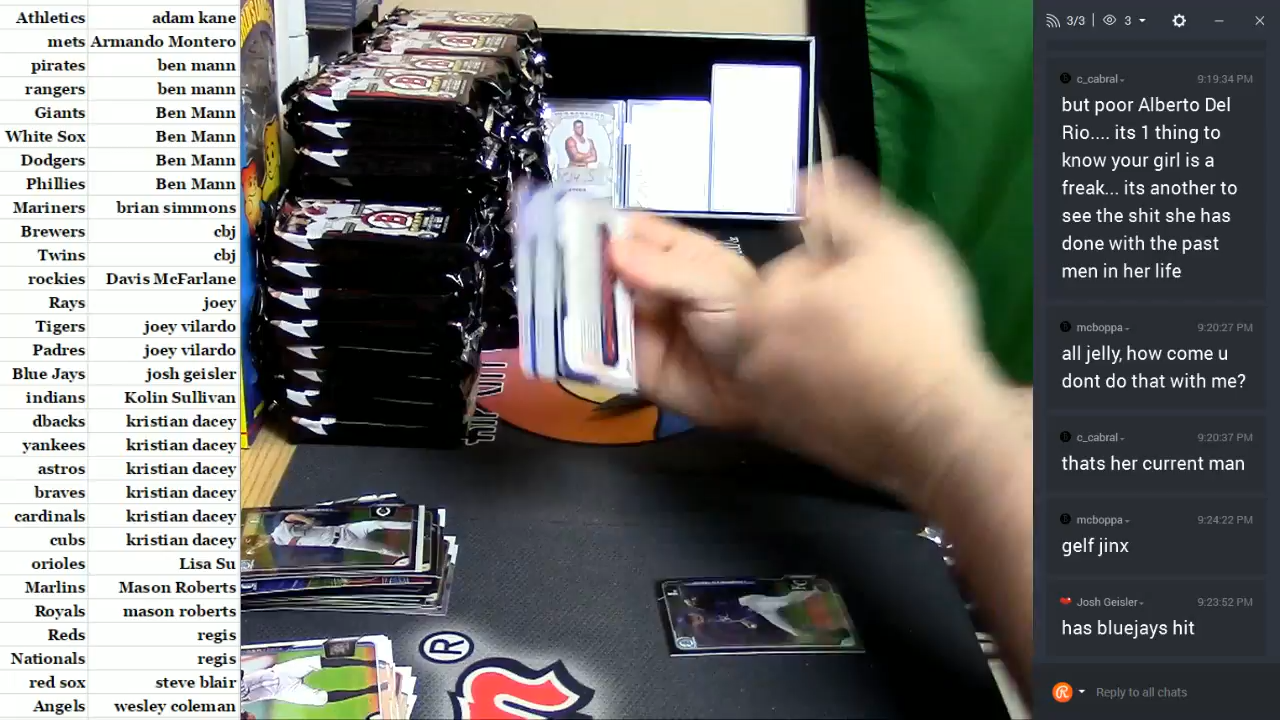 Athletics adam kane
mets Armando Montero
pirates ben mann
rangers ben mann
Giants Ben Mann
White Sox Ben Mann
Dodgers Ben Mann
Phillies Ben Mann
Mariners brian simmons
Brewers cbj
Twins cbj
rockies Davis McFarlane
Rays joey
Tigers joey vilardo
Padres joey vilardo
Blue Jays josh geisler
indians Kolin Sullivan
dbacks kristian dacey
yankees kristian dacey
astros kristian dacey
braves kristian dacey
cardinals kristian dacey
cubs kristian dacey
orioles Lisa Su
Marlins Mason Roberts
Royals mason roberts
Reds regis
Nationals regis
red sox steve blair
Angels wesley coleman
®
3/3 3
c_cabral 9:19:34 PM
but poor Alberto Del
Rio.... its 1 thing to
know your girl is a
freak... its another to
see the shit she has
done with the past
men in her life
mcboppa 9:20:27 PM
all jelly, how come u
dont do that with me?
c_cabral 9:20:37 PM
thats her current man
mcboppa 9:24:22 PM
gelf jinx
Josh Geisler 9:23:52 PM
has bluejays hit
Reply to all chats